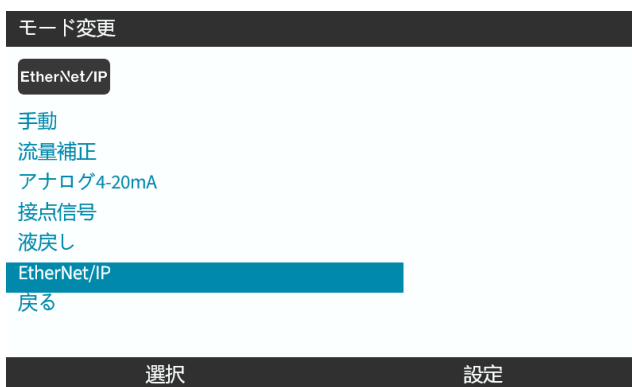 モード変更
EtherNet/IP
手動
流量補正
アナログ4-20mA
接点信号
液戻し
EtherNet/IP
戻る
選択 設定